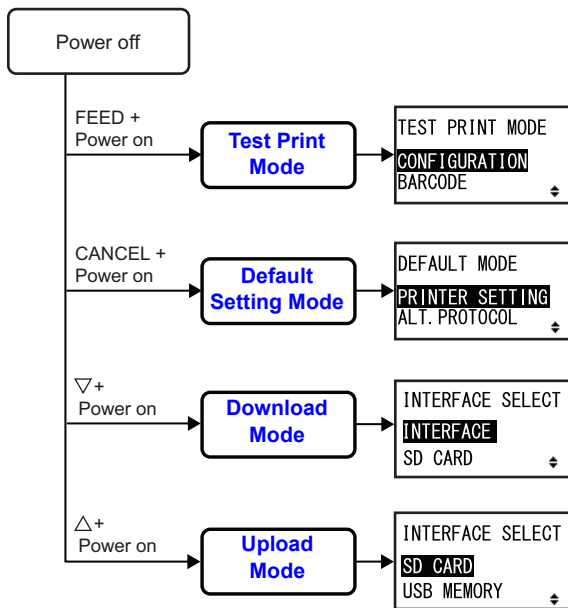 Power off
FEED +
Power on
Test Print
Mode
TEST PRINT MODE
CONFIGURATION
BARCODE
CANCEL +
Power on
Default
Setting Mode
DEFAULT MODE
PRINTER SETTING
ALT.PROTOCOL
▽+
Power on
Download
Mode
INTERFACE SELECT
INTERFACE
SD CARD
△+
Power on
Upload
Mode
INTERFACE SELECT
SD CARD
USB MEMORY